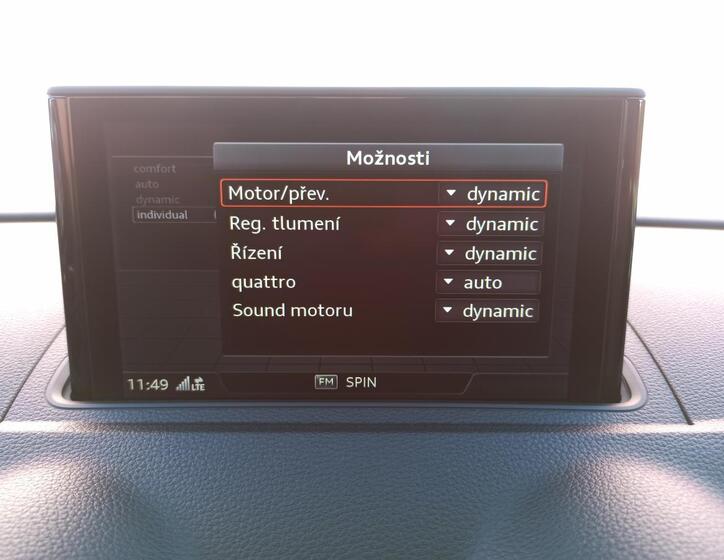 Možnosti
comfort
auto
dynamic
individual
Motor/přev. dynamic
Reg. tlumení dynamic
Řízení dynamic
quattro auto
Sound motoru dynamic
11:49 LTE FM SPIN